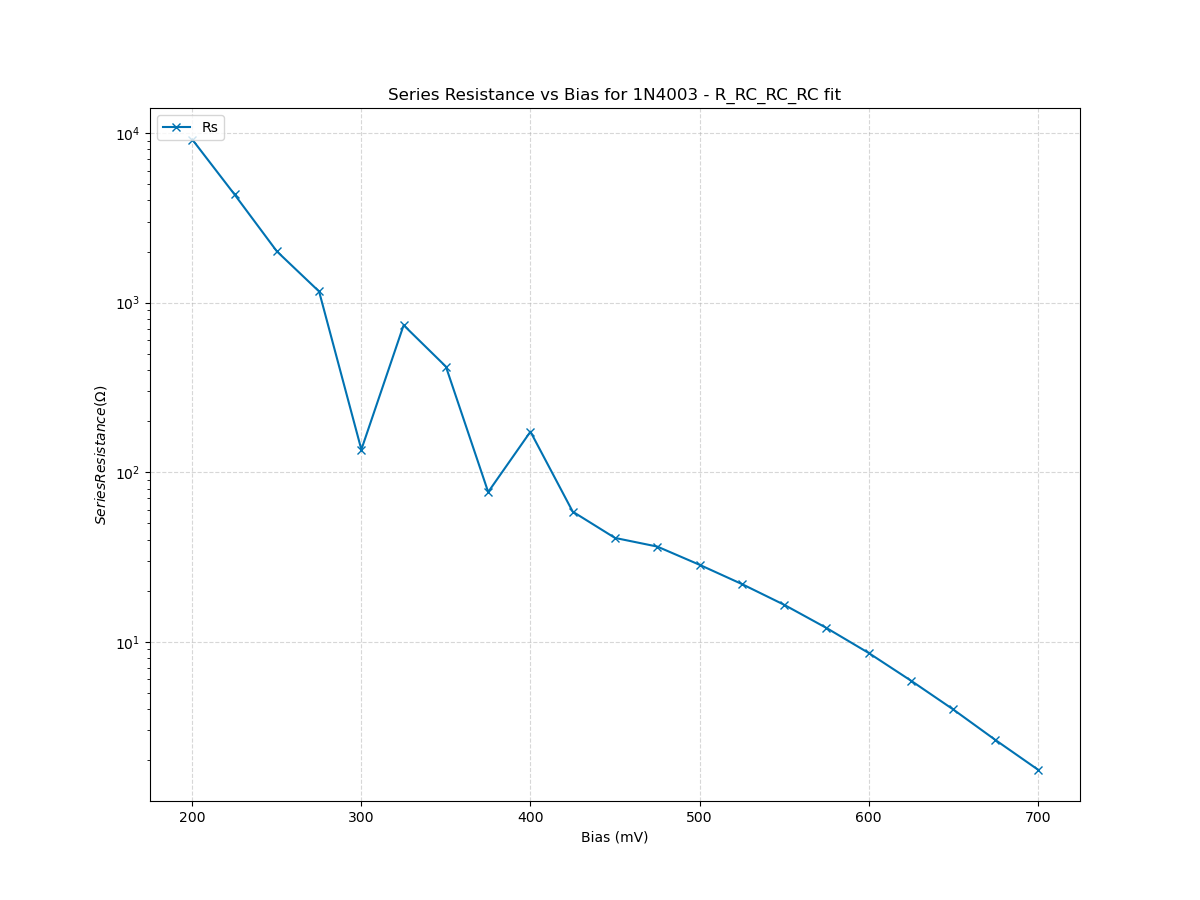 Series Resistance vs Bias for 1N4003 - R_RC_RC_RC fit
Rs
10⁴
10³
10²
10¹
SeriesResistance(Ω)
200 300 400 500 600 700
Bias (mV)